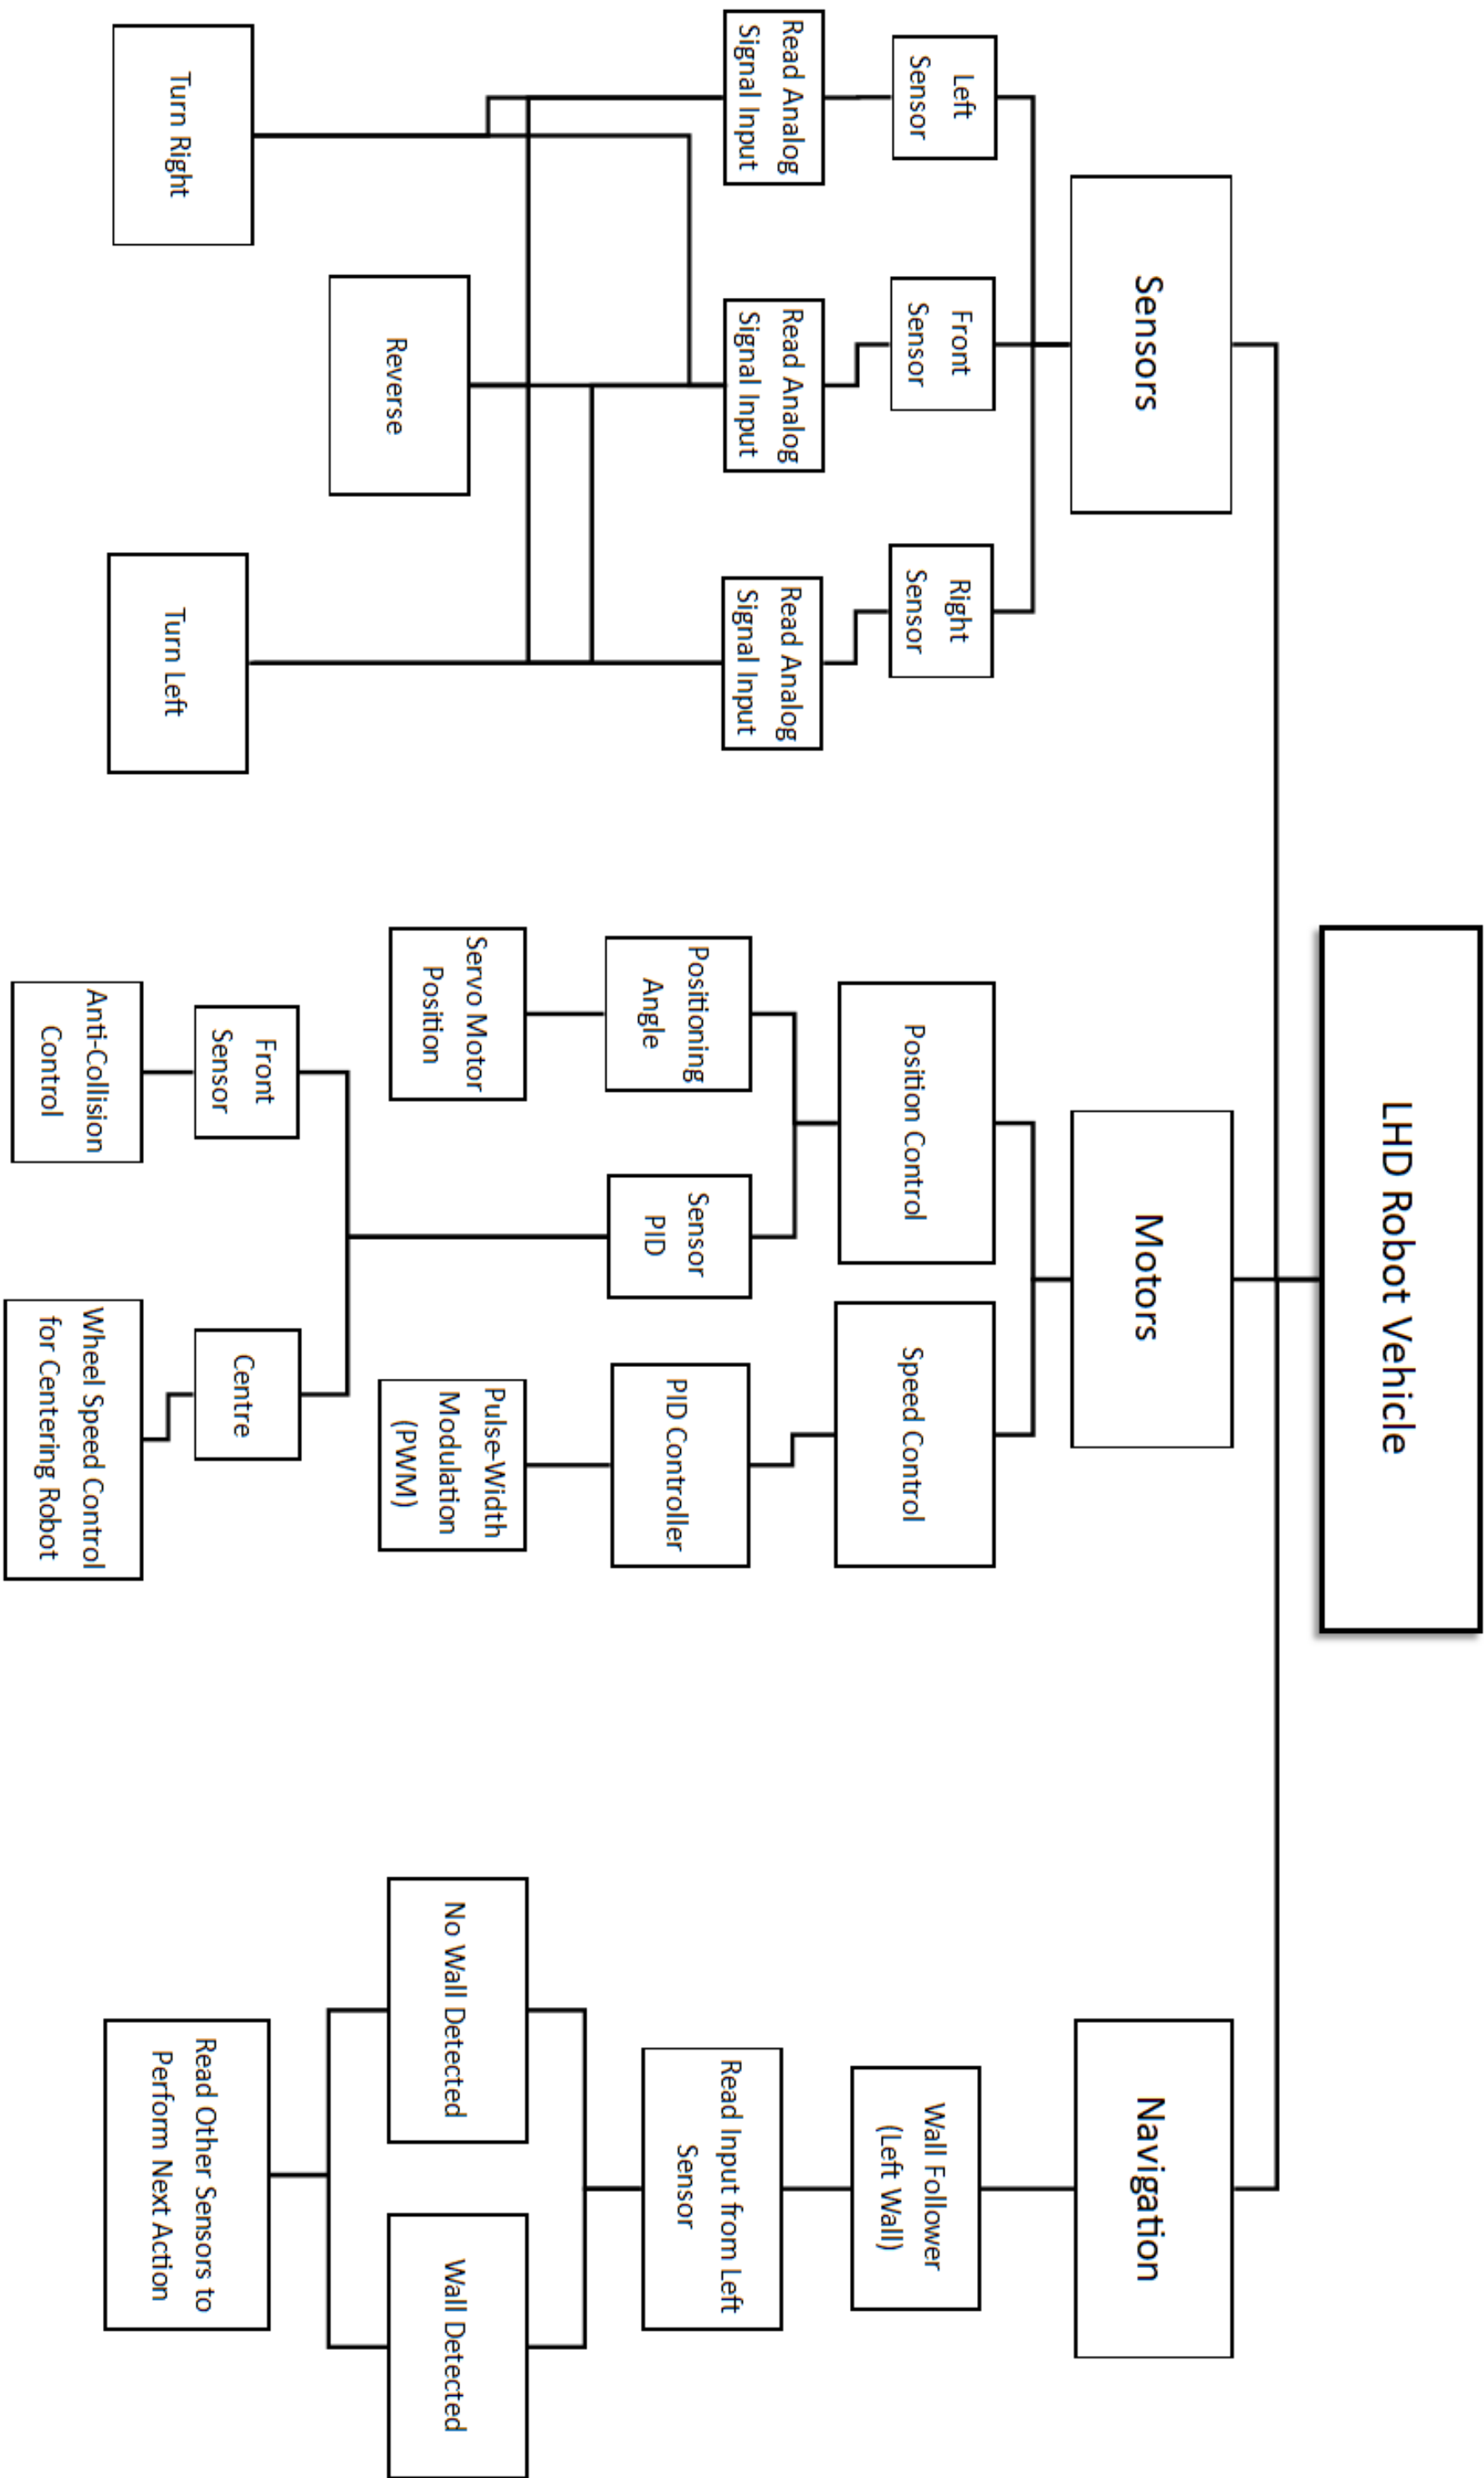 LHD Robot Vehicle
Sensors
Motors
Navigation
Left
Sensor
Front
Sensor
Right
Sensor
Position Control
Speed Control
Wall Follower
(Left Wall)
Read Analog
Signal Input
Read Analog
Signal Input
Read Analog
Signal Input
Positioning
Angle
Sensor
PID
PID Controller
Read Input from Left
Sensor
Reverse
Servo Motor
Position
Pulse-Width
Modulation
(PWM)
No Wall Detected
Wall Detected
Turn Right
Turn Left
Front
Sensor
Centre
Read Other Sensors to
Perform Next Action
Anti-Collision
Control
Wheel Speed Control
for Centering Robot